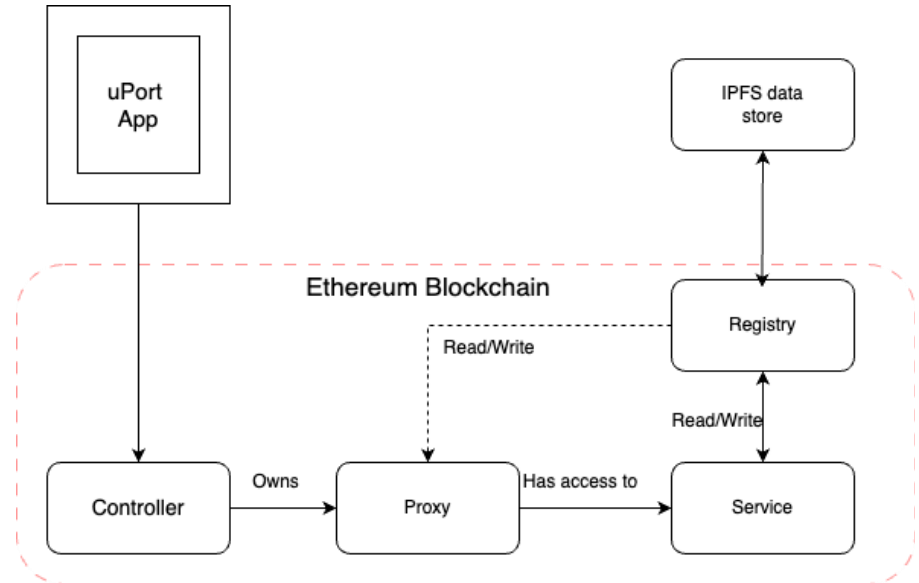 uPort
App
IPFS data
store
Ethereum Blockchain
Registry
Read/Write
Read/Write
Owns
Has access to
Controller
Proxy
Service